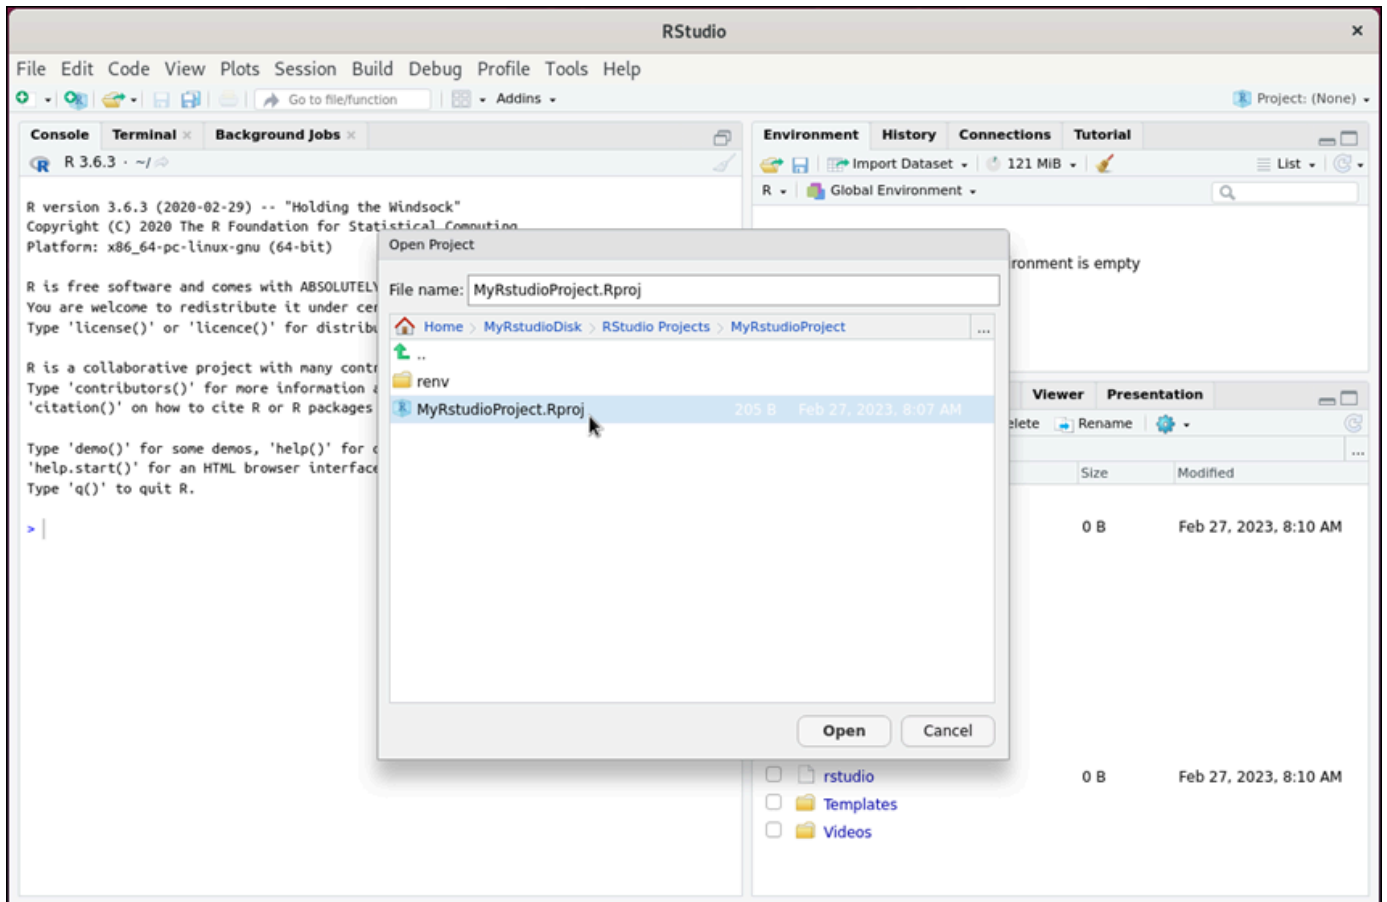 RStudio
File Edit Code View Plots Session Build Debug Profile Tools Help
Go to file/function Addins Project: (None)
Console Terminal Background Jobs
R 3.6.3 · ~/
R version 3.6.3 (2020-02-29) -- "Holding the Windsock"
Copyright (C) 2020 The R Foundation for Statistical Computing
Platform: x86_64-pc-linux-gnu (64-bit)
R is free software and comes with ABSOLUTELY
You are welcome to redistribute it under cer
Type 'license()' or 'licence()' for distribu
R is a collaborative project with many contr
Type 'contributors()' for more information a
'citation()' on how to cite R or R packages
Type 'demo()' for some demos, 'help()' for o
'help.start()' for an HTML browser interface
Type 'q()' to quit R.
>
Environment History Connections Tutorial
Import Dataset 121 MiB List
R Global Environment
ronment is empty
Open Project
File name: MyRstudioProject.Rproj
Home > MyRstudioDisk > RStudio Projects > MyRstudioProject ...
..
renv
MyRstudioProject.Rproj 205 B Feb 27, 2023, 8:07 AM
Open Cancel
Viewer Presentation
elete Rename
...
Size Modified
0 B Feb 27, 2023, 8:10 AM
rstudio 0 B Feb 27, 2023, 8:10 AM
Templates
Videos